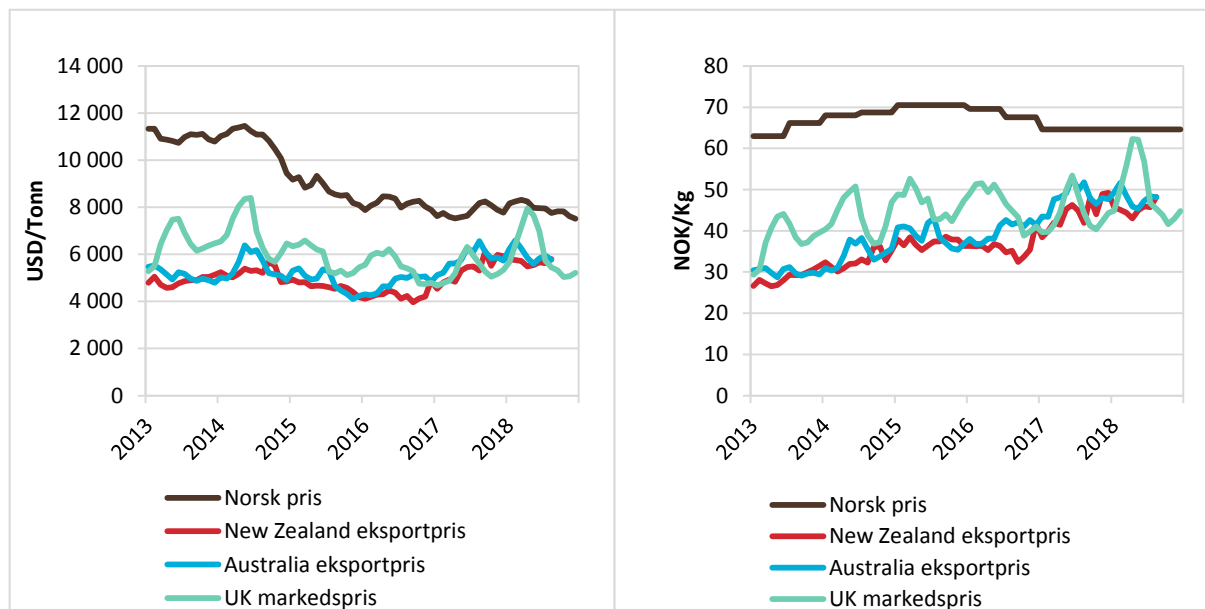 USD/Tonn
14 000
12 000
10 000
8 000
6 000
4 000
2 000
0
2013
2014
2015
2016
2017
2018
Norsk pris
New Zealand eksportpris
Australia eksportpris
UK markedspris
NOK/Kg
80
70
60
50
40
30
20
10
0
2013
2014
2015
2016
2017
2018
Norsk pris
New Zealand eksportpris
Australia eksportpris
UK markedspris